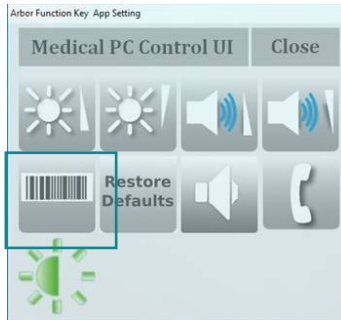 Arbor Function Key App Setting
Medical PC Control UI
Close
Restore
Defaults